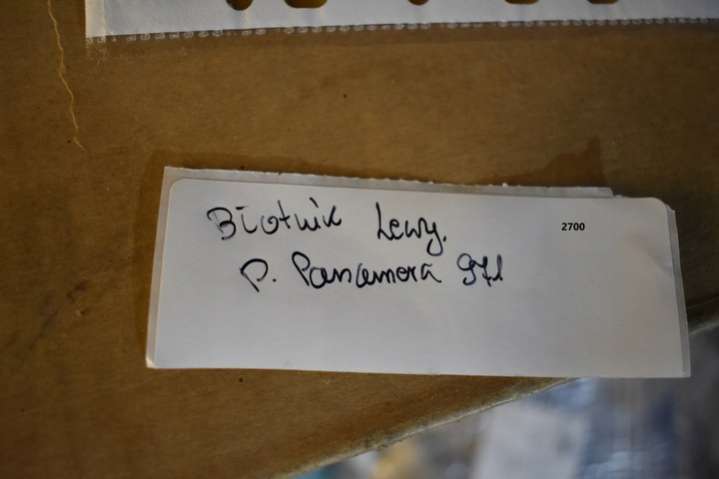 Błotnik Lewy. 2700
P. Panamera 971